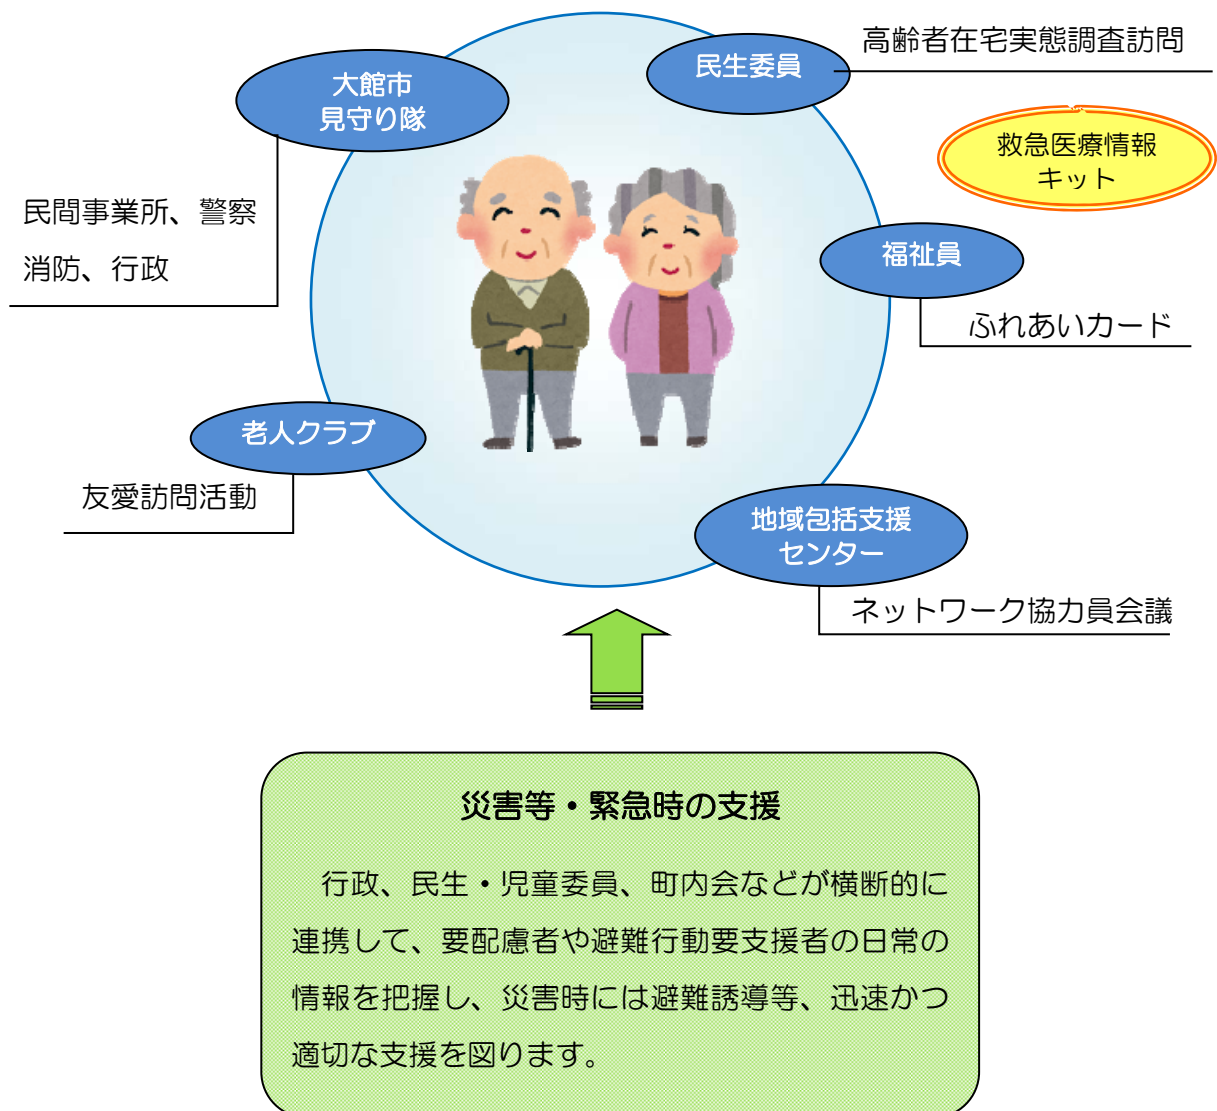 高齢者在宅実態調査訪問
民生委員
大館市
見守り隊
救急医療情報
キット
民間事業所、警察
消防、行政
福祉員
ふれあいカード
老人クラブ
友愛訪問活動
地域包括支援
センター
ネットワーク協力員会議
災害等・緊急時の支援
行政、民生・児童委員、町内会などが横断的に
連携して、要配慮者や避難行動要支援者の日常の
情報を把握し、災害時には避難誘導等、迅速かつ
適切な支援を図ります。